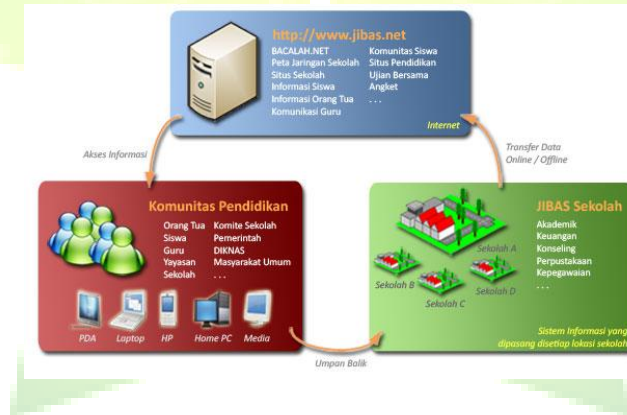 http://www.jibas.net
BACALAH.NET
Peta Jaringan Sekolah
Situs Sekolah
Informasi Siswa
Informasi Orang Tua
Komunikasi Guru
Komunitas Siswa
Situs Pendidikan
Ujian Bersama
Angket
. . .
Internet
Akses Informasi
Transfer Data
Online / Offline
Komunitas Pendidikan
Orang Tua
Siswa
Guru
Yayasan
Sekolah
Komite Sekolah
Pemerintah
DIKNAS
Masyarakat Umum
. . .
PDA Laptop HP Home PC Media
JIBAS Sekolah
Akademik
Keuangan
Konseling
Perpustakaan
Kepegawaian
. . .
Sekolah A
Sekolah B
Sekolah C
Sekolah D
Sistem Informasi yang
dipasang disetiap lokasi sekolah
Umpan Balik